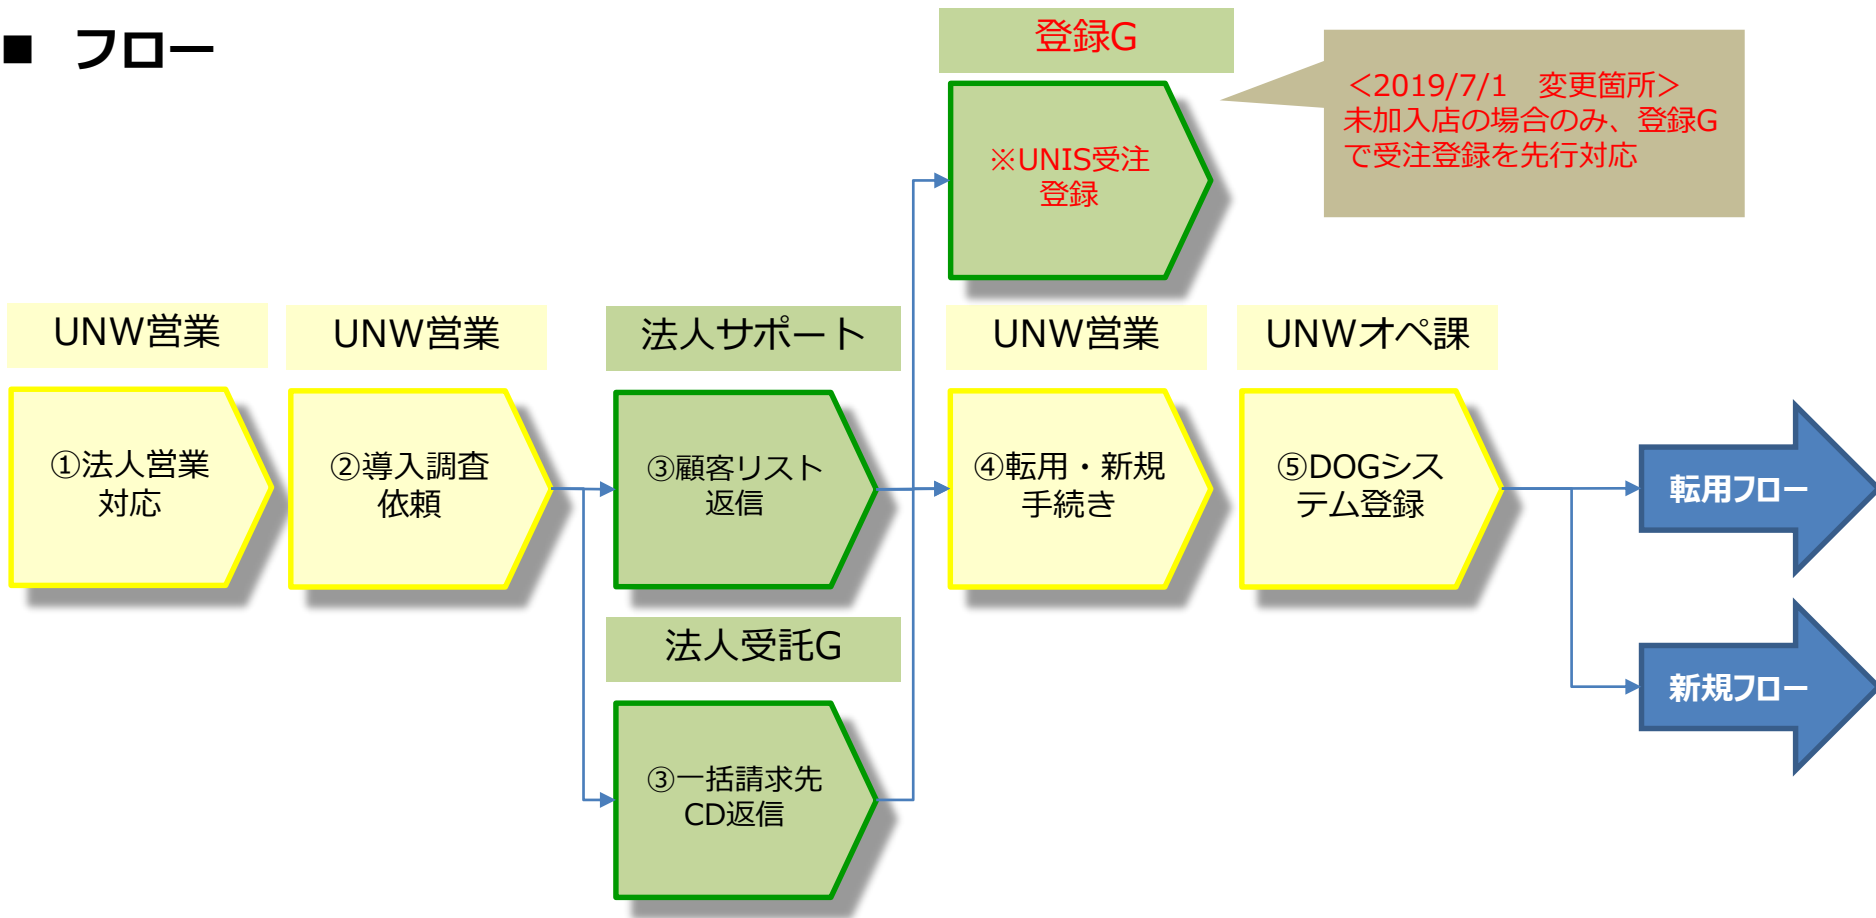 ■ フロー
登録G
＜2019/7/1　変更箇所＞
未加入店の場合のみ、登録G
で受注登録を先行対応
※UNIS受注
登録
UNW営業
UNW営業
法人サポート
UNW営業
UNWオペ課
①法人営業
対応
②導入調査
依頼
③顧客リスト
返信
④転用・新規
手続き
⑤DOGシス
テム登録
転用フロー
法人受託G
新規フロー
③一括請求先
CD返信